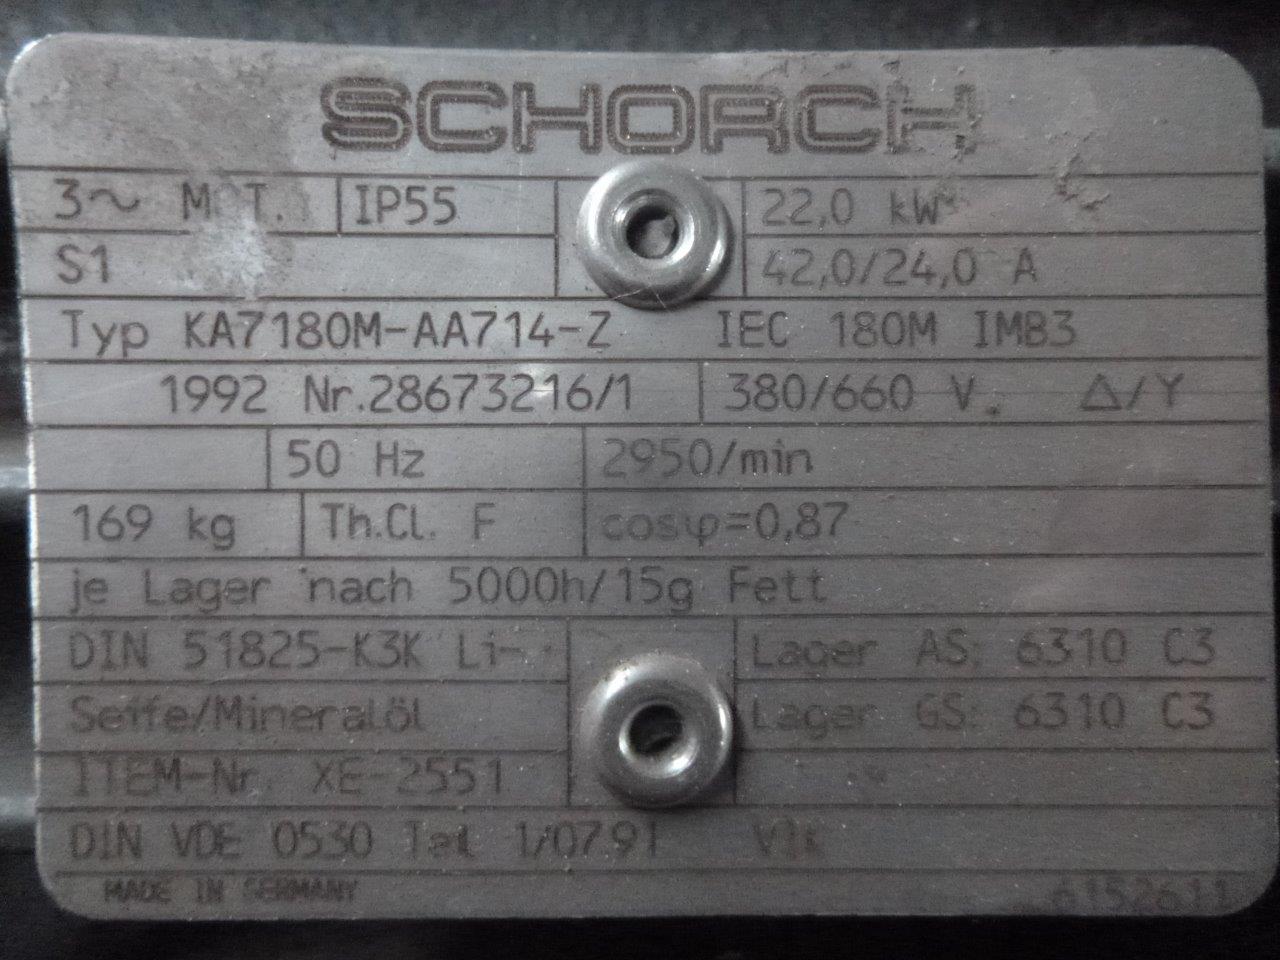 SCHORCH
3~ MOT. IP55 22,0 kW
S1 42,0/24,0 A
Typ KA7180M-AA714-Z IEC 180M IMB3
1992 Nr.28673216/1 380/660 V. Δ/Y
50 Hz 2950/min
169 kg Th.Cl. F cosφ=0,87
je Lager nach 5000h/15g Fett
DIN 51825-K3K Li- Lager AS: 6310 C3
Seife/Mineralöl Lager GS: 6310 C3
ITEM-Nr. XE-2551
DIN VDE 0530 Teil 1/07.91
MADE IN GERMANY 6152611